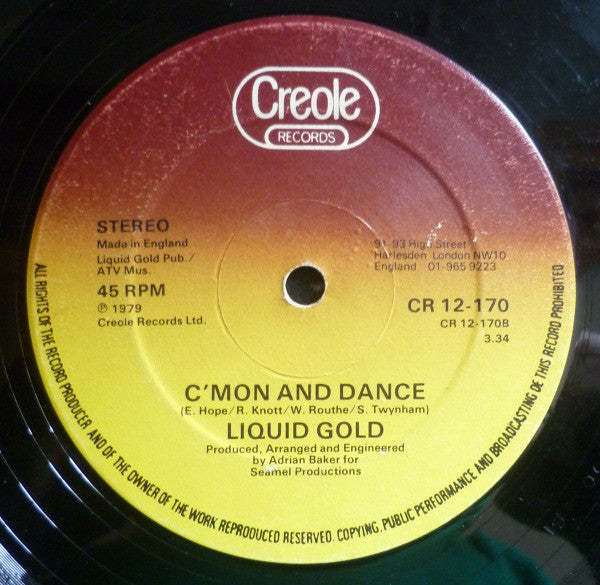 Creole
RECORDS
STEREO
Made in England
Liquid Gold Pub./
ATV Mus.
45 RPM
Ⓟ 1979
Creole Records Ltd.
91-93 High Street
Harlesden London NW10
England 01-965 9223
CR 12-170
CR 12-170B
3.34
C'MON AND DANCE
(E. Hope/R. Knott/W. Routhe/S. Twynham)
LIQUID GOLD
Produced, Arranged and Engineered
by Adrian Baker for
Seamel Productions
ALL RIGHTS OF THE RECORD PRODUCER AND OF THE OWNER OF THE WORK REPRODUCED RESERVED. COPYING, PUBLIC PERFORMANCE AND BROADCASTING OE THIS RECORD PROHIBITED